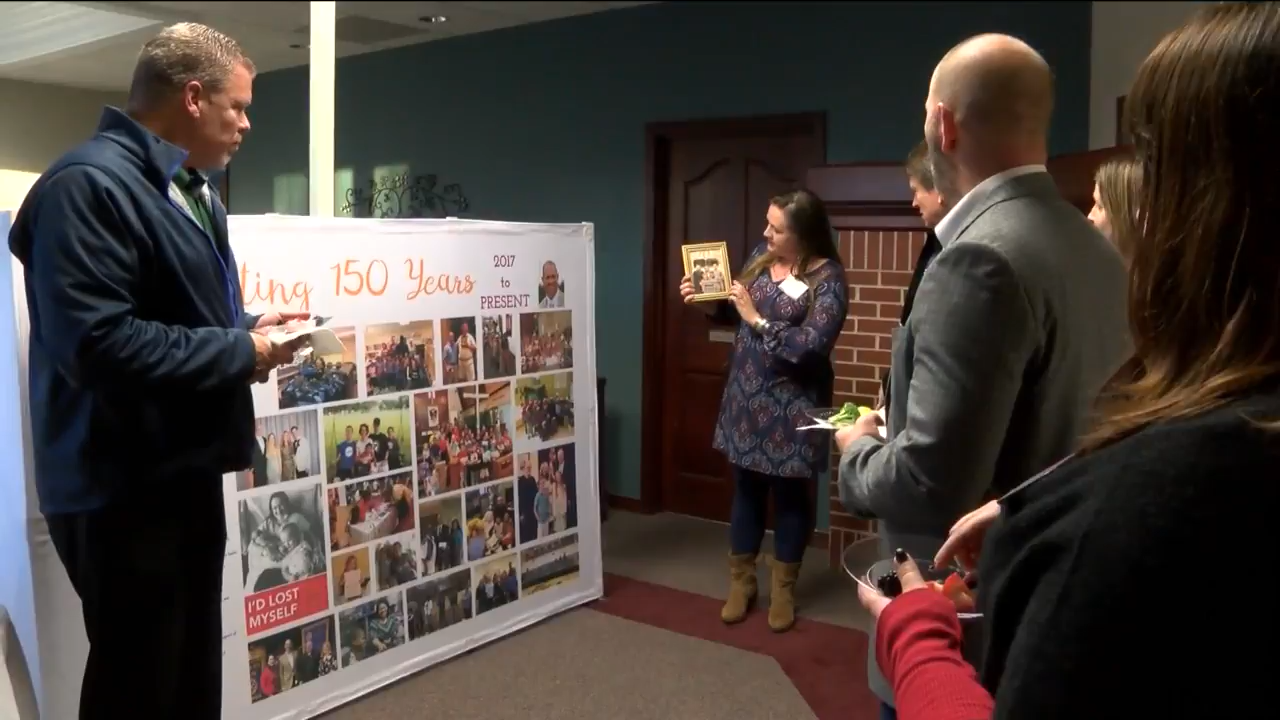 ting 150 Years
2017
to
PRESENT
I'D LOST
MYSELF